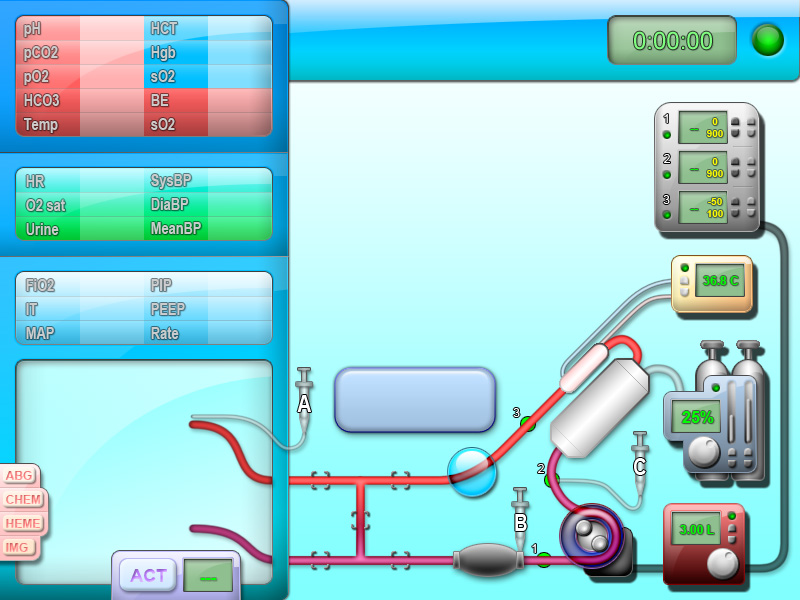 pH HCT
pCO2 Hgb
pO2 sO2
HCO3 BE
Temp sO2
HR SysBP
O2 sat DiaBP
Urine MeanBP
FiO2 PIP
IT PEEP
MAP Rate
ABG
CHEM
HEME
IMG
ACT —
A
B
C
0:00:00
1 — 0
900
2 — 0
900
3 — -50
100
36.8 C
25%
3.00 L
3
2
1